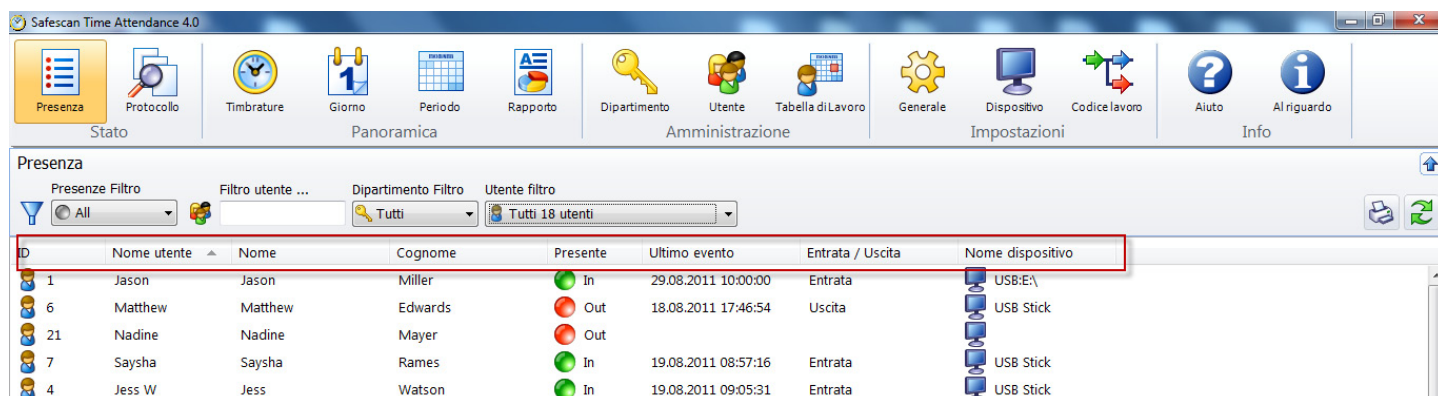 Safescan Time Attendance 4.0
Presenza Protocollo Timbrature Giorno Periodo Rapporto Dipartimento Utente Tabella di Lavoro Generale Dispositivo Codice lavoro Aiuto Al riguardo
Stato Panoramica Amministrazione Impostazioni Info
Presenza
Presenze Filtro Filtro utente ... Dipartimento Filtro Utente filtro
All Tutti Tutti 18 utenti
ID Nome utente Nome Cognome Presente Ultimo evento Entrata / Uscita Nome dispositivo
1 Jason Jason Miller In 29.08.2011 10:00:00 Entrata USB:E:\
6 Matthew Matthew Edwards Out 18.08.2011 17:46:54 Uscita USB Stick
21 Nadine Nadine Mayer Out
7 Saysha Saysha Rames In 19.08.2011 08:57:16 Entrata USB Stick
4 Jess W Jess Watson In 19.08.2011 09:05:31 Entrata USB Stick